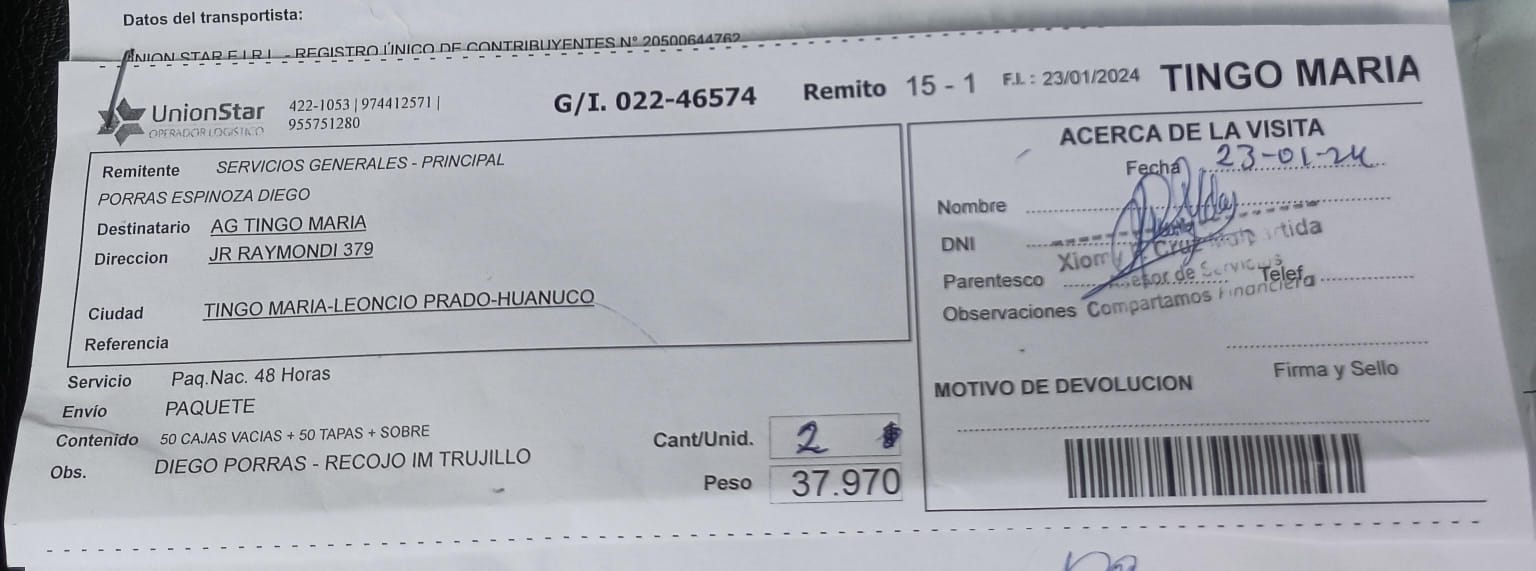 Datos del transportista:
UNION STAR E.I.R.L. - REGISTRO ÚNICO DE CONTRIBUYENTES N° 20500644762
UnionStar
OPERADOR LOGISTICO
422-1053 | 974412571 |
955751280
G/I. 022-46574
Remito 15 - 1
F.I. : 23/01/2024
TINGO MARIA
Remitente SERVICIOS GENERALES - PRINCIPAL
PORRAS ESPINOZA DIEGO
Destinatario AG TINGO MARIA
Direccion JR RAYMONDI 379
Ciudad TINGO MARIA-LEONCIO PRADO-HUANUCO
Referencia
Servicio Paq.Nac. 48 Horas
Envío PAQUETE
Contenido 50 CAJAS VACIAS + 50 TAPAS + SOBRE
Obs. DIEGO PORRAS - RECOJO IM TRUJILLO
Cant/Unid. 2
Peso 37.970
ACERCA DE LA VISITA
Fecha 23-01-24
Nombre
DNI
Cruz
Parentesco de Servicios Telef
Observaciones Compartamos Financiera
Firma y Sello
MOTIVO DE DEVOLUCION